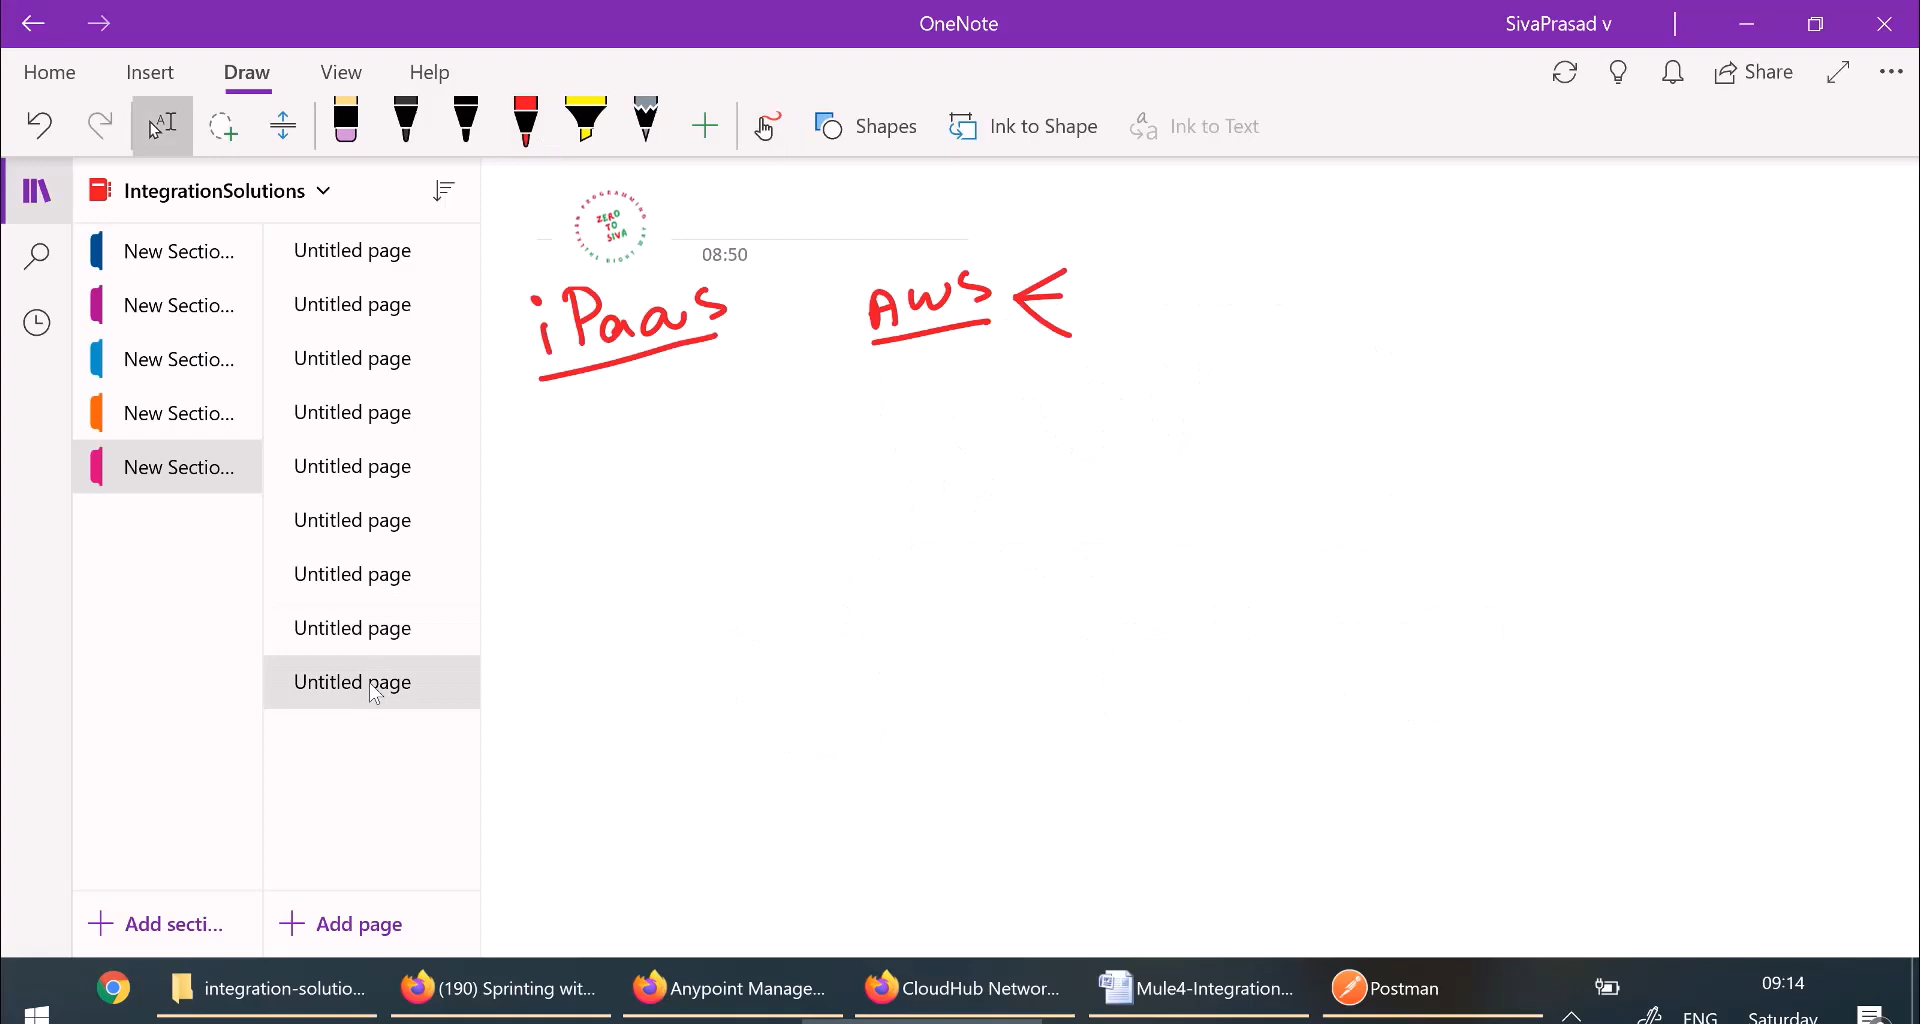 OneNote
SivaPrasad v
Home Insert Draw View Help
Share
Shapes Ink to Shape Ink to Text
IntegrationSolutions
New Sectio...
New Sectio...
New Sectio...
New Sectio...
New Sectio...
Untitled page
Untitled page
Untitled page
Untitled page
Untitled page
Untitled page
Untitled page
Untitled page
Untitled page
Add secti...
Add page
ZERO
TO
SIVA
08:50
iPaas AWS
integration-solutio...
(190) Sprinting wit...
Anypoint Manage...
CloudHub Networ...
Mule4-Integration...
Postman
09:14
ENG
Saturday